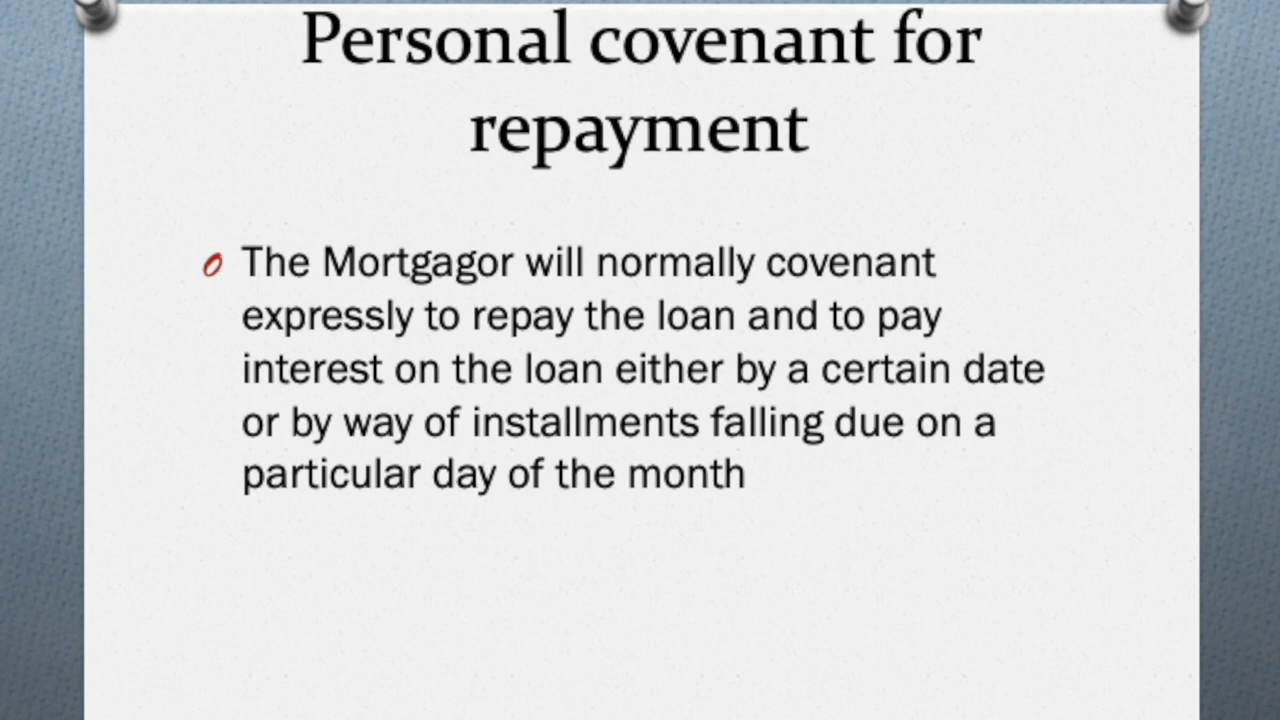 Personal covenant for
repayment
The Mortgagor will normally covenant
expressly to repay the loan and to pay
interest on the loan either by a certain date
or by way of installments falling due on a
particular day of the month